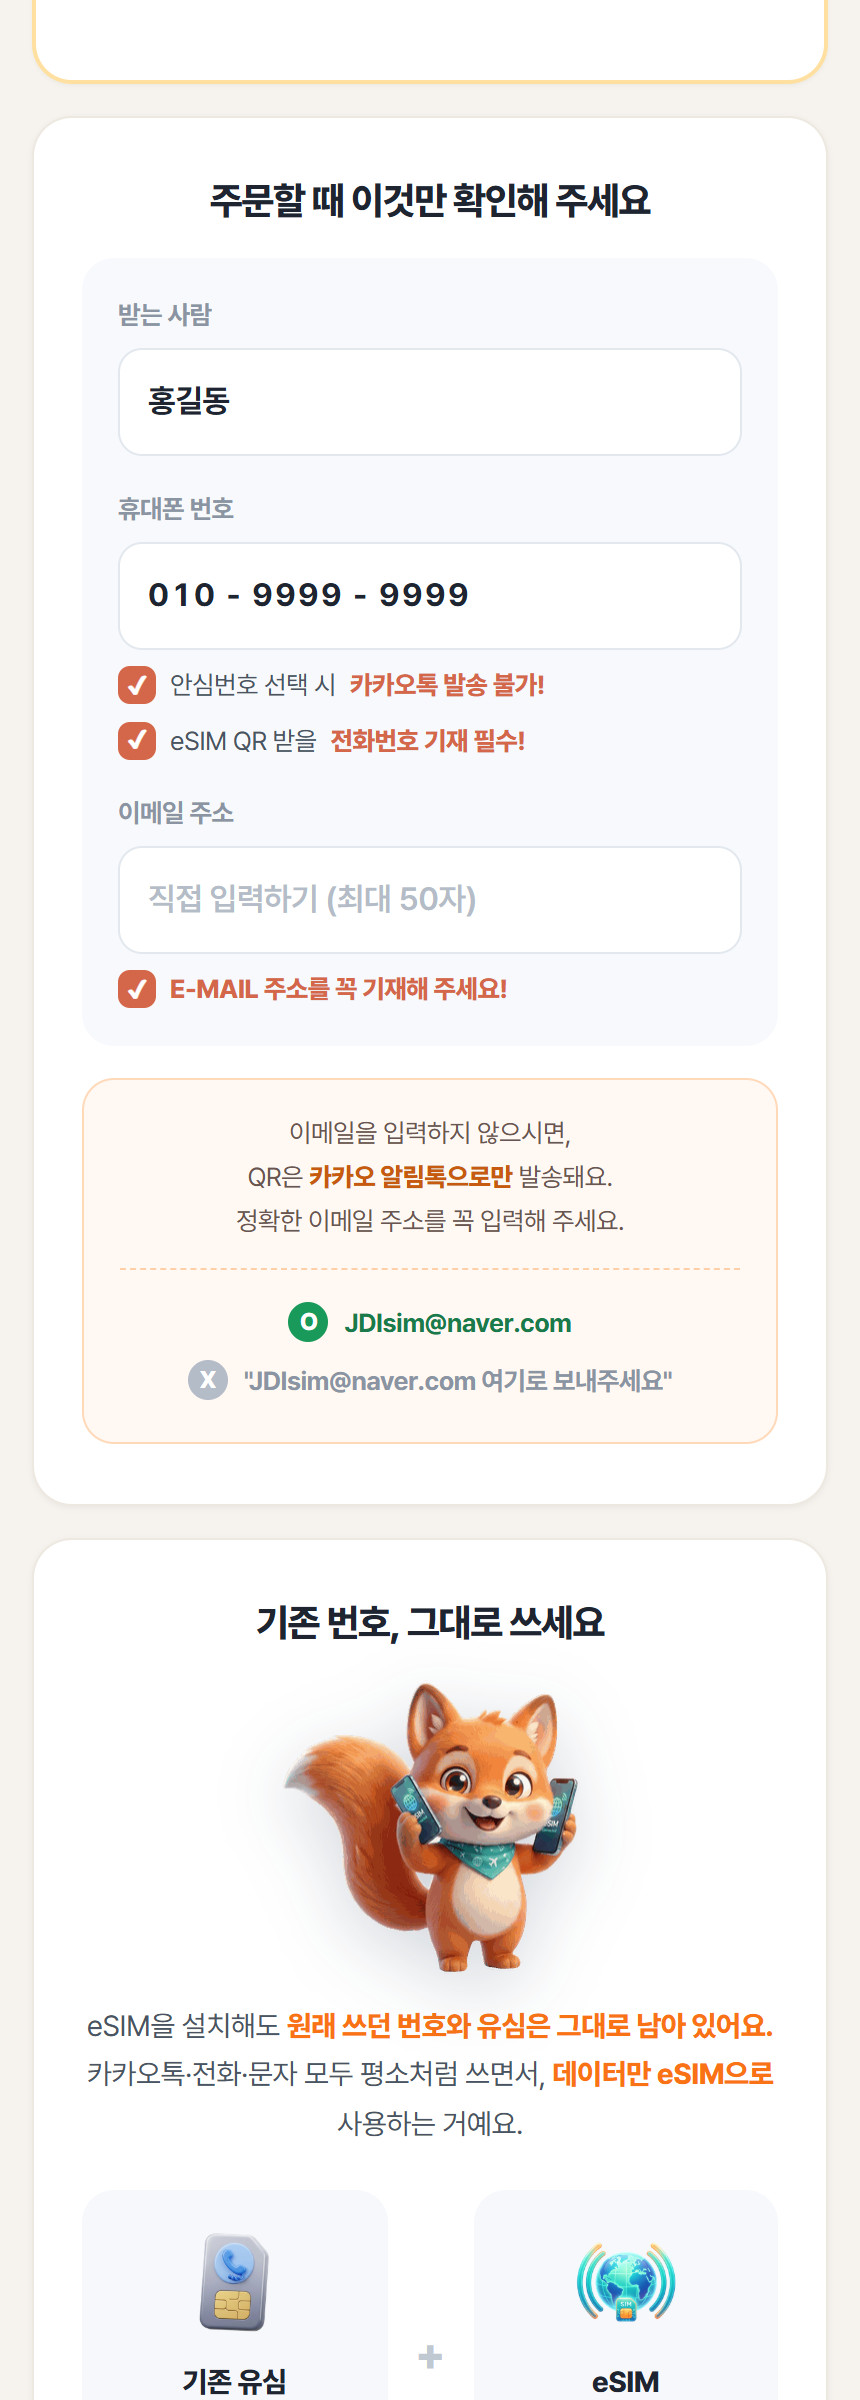 주문할 때 이것만 확인해 주세요
받는 사람
홍길동
휴대폰 번호
010 - 9999 - 9999
안심번호 선택 시 카카오톡 발송 불가!
eSIM QR 받을 전화번호 기재 필수!
이메일 주소
직접 입력하기 (최대 50자)
E-MAIL 주소를 꼭 기재해 주세요!
이메일을 입력하지 않으시면,
QR은 카카오 알림톡으로만 발송돼요.
정확한 이메일 주소를 꼭 입력해 주세요.
O JDIsim@naver.com
X "JDIsim@naver.com 여기로 보내주세요"
기존 번호, 그대로 쓰세요
eSIM을 설치해도 원래 쓰던 번호와 유심은 그대로 남아 있어요.
카카오톡·전화·문자 모두 평소처럼 쓰면서, 데이터만 eSIM으로
사용하는 거예요.
SIM
기존 유심
+
eSIM